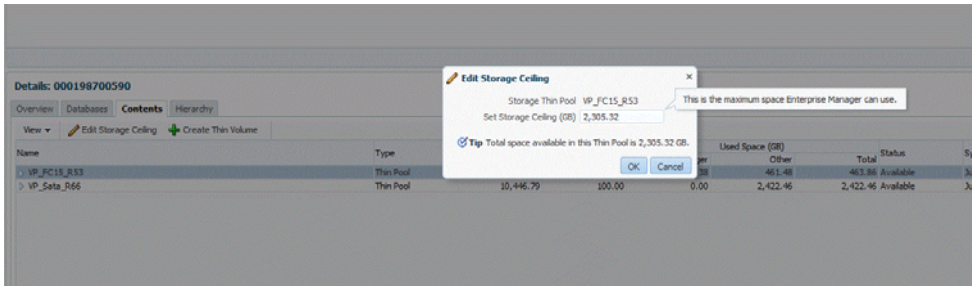 Details: 000198700590
Overview Databases Contents Hierarchy
View Edit Storage Ceiling Create Thin Volume
Edit Storage Ceiling
Storage Thin Pool VP_FC15_R53
Set Storage Ceiling (GB) 2,305.32
This is the maximum space Enterprise Manager can use.
Tip Total space available in this Thin Pool is 2,305.32 GB.
OK Cancel
Used Space (GB)
Name Type Other Total Status
VP_FC15_R53 Thin Pool 461.48 463.86 Available
VP_Sata_R66 Thin Pool 10,446.79 100.00 0.00 2,422.46 2,422.46 Available